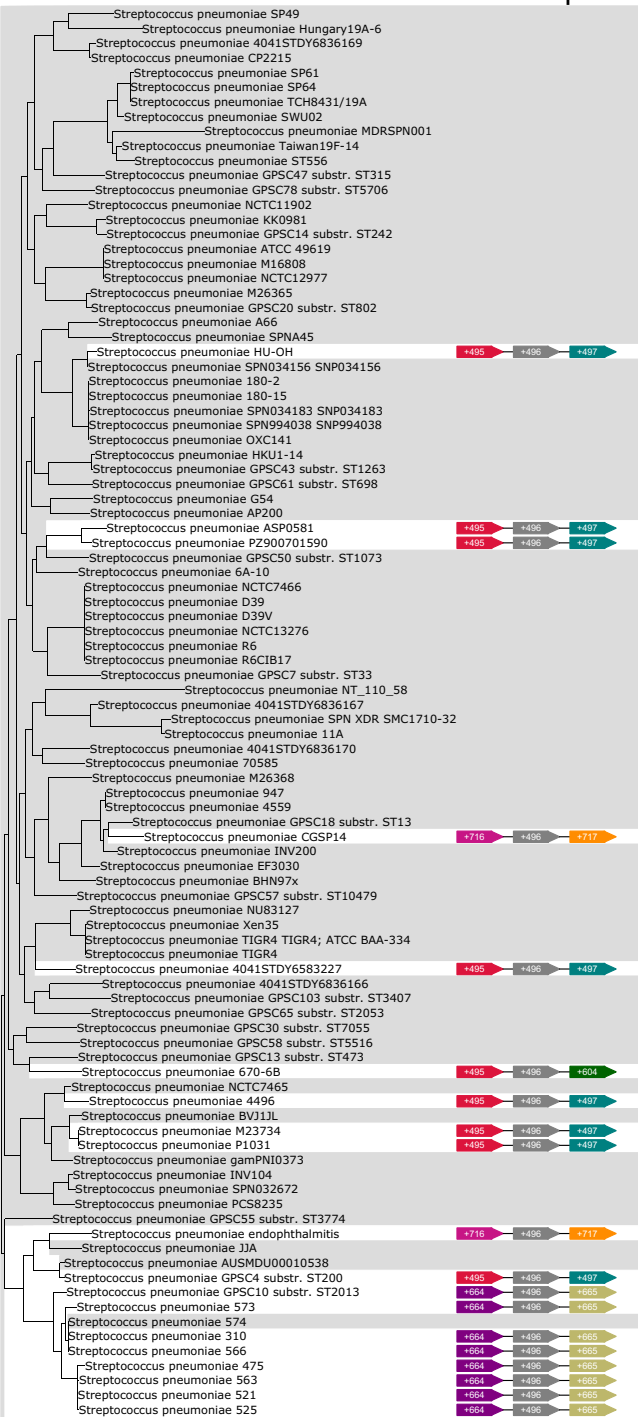 Streptococcus pneumoniae SP49
Streptococcus pneumoniae Hungary19A-6
Streptococcus pneumoniae 4041STDY6836169
Streptococcus pneumoniae CP2215
Streptococcus pneumoniae SP61
Streptococcus pneumoniae SP64
Streptococcus pneumoniae TCH8431/19A
Streptococcus pneumoniae SWU02
Streptococcus pneumoniae MDRSPN001
Streptococcus pneumoniae Taiwan19F-14
Streptococcus pneumoniae ST556
Streptococcus pneumoniae GPSC47 substr. ST315
Streptococcus pneumoniae GPSC78 substr. ST5706
Streptococcus pneumoniae NCTC11902
Streptococcus pneumoniae KK0981
Streptococcus pneumoniae GPSC14 substr. ST242
Streptococcus pneumoniae ATCC 49619
Streptococcus pneumoniae M16808
Streptococcus pneumoniae NCTC12977
Streptococcus pneumoniae M26365
Streptococcus pneumoniae GPSC20 substr. ST802
Streptococcus pneumoniae A66
Streptococcus pneumoniae SPNA45
Streptococcus pneumoniae HU-OH +495 +496 +497
Streptococcus pneumoniae SPN034156 SNP034156
Streptococcus pneumoniae 180-2
Streptococcus pneumoniae 180-15
Streptococcus pneumoniae SPN034183 SNP034183
Streptococcus pneumoniae SPN994038 SNP994038
Streptococcus pneumoniae OXC141
Streptococcus pneumoniae HKU1-14
Streptococcus pneumoniae GPSC43 substr. ST1263
Streptococcus pneumoniae GPSC61 substr. ST698
Streptococcus pneumoniae G54
Streptococcus pneumoniae AP200
Streptococcus pneumoniae ASP0581 +495 +496 +497
Streptococcus pneumoniae PZ900701590 +495 +496 +497
Streptococcus pneumoniae GPSC50 substr. ST1073
Streptococcus pneumoniae 6A-10
Streptococcus pneumoniae NCTC7466
Streptococcus pneumoniae D39
Streptococcus pneumoniae D39V
Streptococcus pneumoniae NCTC13276
Streptococcus pneumoniae R6
Streptococcus pneumoniae R6CIB17
Streptococcus pneumoniae GPSC7 substr. ST33
Streptococcus pneumoniae NT_110_58
Streptococcus pneumoniae 4041STDY6836167
Streptococcus pneumoniae SPN XDR SMC1710-32
Streptococcus pneumoniae 11A
Streptococcus pneumoniae 4041STDY6836170
Streptococcus pneumoniae 70585
Streptococcus pneumoniae M26368
Streptococcus pneumoniae 947
Streptococcus pneumoniae 4559
Streptococcus pneumoniae GPSC18 substr. ST13
Streptococcus pneumoniae CGSP14 +716 +496 +717
Streptococcus pneumoniae INV200
Streptococcus pneumoniae EF3030
Streptococcus pneumoniae BHN97x
Streptococcus pneumoniae GPSC57 substr. ST10479
Streptococcus pneumoniae NU83127
Streptococcus pneumoniae Xen35
Streptococcus pneumoniae TIGR4 TIGR4; ATCC BAA-334
Streptococcus pneumoniae TIGR4
Streptococcus pneumoniae 4041STDY6583227 +495 +496 +497
Streptococcus pneumoniae 4041STDY6836166
Streptococcus pneumoniae GPSC103 substr. ST3407
Streptococcus pneumoniae GPSC65 substr. ST2053
Streptococcus pneumoniae GPSC30 substr. ST7055
Streptococcus pneumoniae GPSC58 substr. ST5516
Streptococcus pneumoniae GPSC13 substr. ST473
Streptococcus pneumoniae 670-6B +495 +496 +604
Streptococcus pneumoniae NCTC7465
Streptococcus pneumoniae 4496 +495 +496 +497
Streptococcus pneumoniae BVJ1JL
Streptococcus pneumoniae M23734 +495 +496 +497
Streptococcus pneumoniae P1031 +495 +496 +497
Streptococcus pneumoniae gamPNI0373
Streptococcus pneumoniae INV104
Streptococcus pneumoniae SPN032672
Streptococcus pneumoniae PCS8235
Streptococcus pneumoniae GPSC55 substr. ST3774
Streptococcus pneumoniae endophthalmitis +716 +496 +717
Streptococcus pneumoniae JJA
Streptococcus pneumoniae AUSMDU00010538
Streptococcus pneumoniae GPSC4 substr. ST200 +495 +496 +497
Streptococcus pneumoniae GPSC10 substr. ST2013 +664 +496 +665
Streptococcus pneumoniae 573 +664 +496 +665
Streptococcus pneumoniae 574
Streptococcus pneumoniae 310 +664 +496 +665
Streptococcus pneumoniae 566 +664 +496 +665
Streptococcus pneumoniae 475 +664 +496 +665
Streptococcus pneumoniae 563 +664 +496 +665
Streptococcus pneumoniae 521 +664 +496 +665
Streptococcus pneumoniae 525 +664 +496 +665